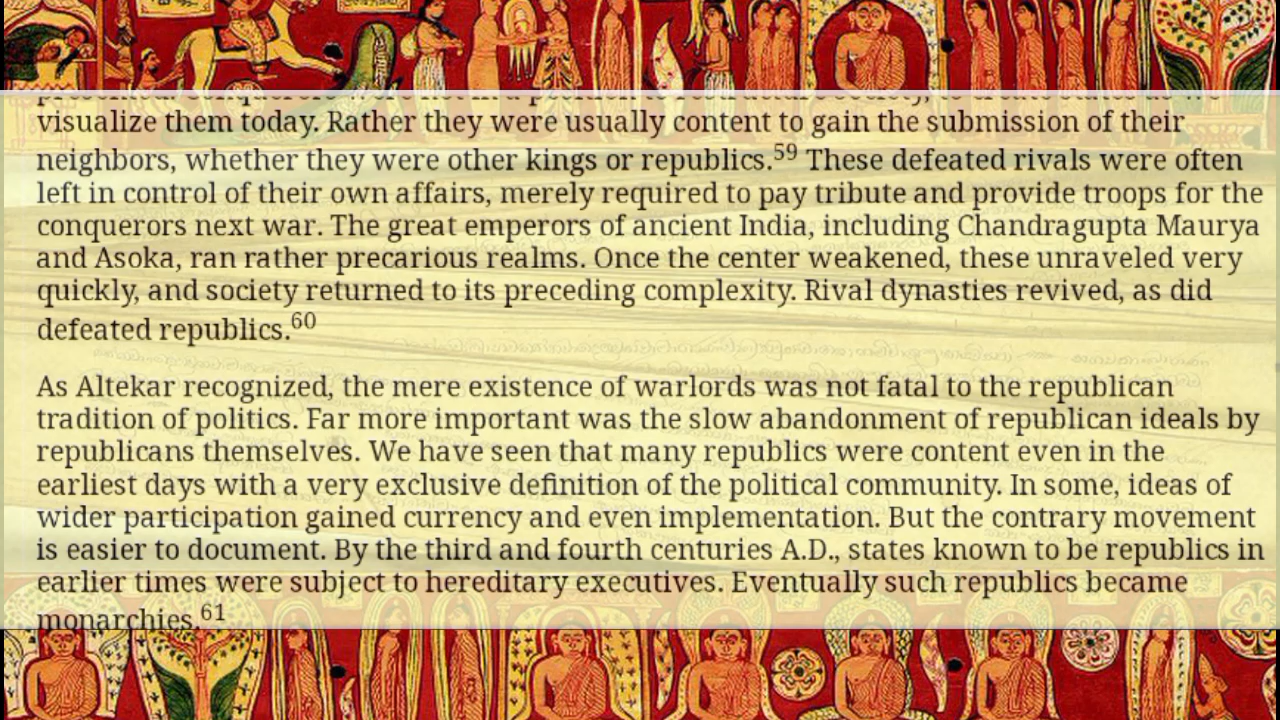 visualize them today. Rather they were usually content to gain the submission of their
neighbors, whether they were other kings or republics.59 These defeated rivals were often
left in control of their own affairs, merely required to pay tribute and provide troops for the
conquerors next war. The great emperors of ancient India, including Chandragupta Maurya
and Asoka, ran rather precarious realms. Once the center weakened, these unraveled very
quickly, and society returned to its preceding complexity. Rival dynasties revived, as did
defeated republics.60
As Altekar recognized, the mere existence of warlords was not fatal to the republican
tradition of politics. Far more important was the slow abandonment of republican ideals by
republicans themselves. We have seen that many republics were content even in the
earliest days with a very exclusive definition of the political community. In some, ideas of
wider participation gained currency and even implementation. But the contrary movement
is easier to document. By the third and fourth centuries A.D., states known to be republics in
earlier times were subject to hereditary executives. Eventually such republics became
monarchies.61